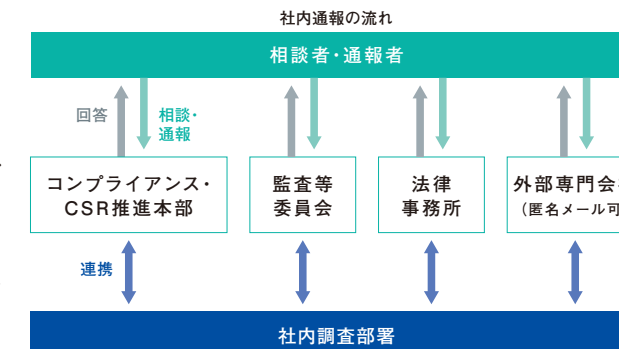 社内通報の流れ
相談者・通報者
回答
相談・
通報
コンプライアンス・
CSR推進本部
監査等
委員会
法律
事務所
外部専門会
(匿名メール可
連携
社内調査部署